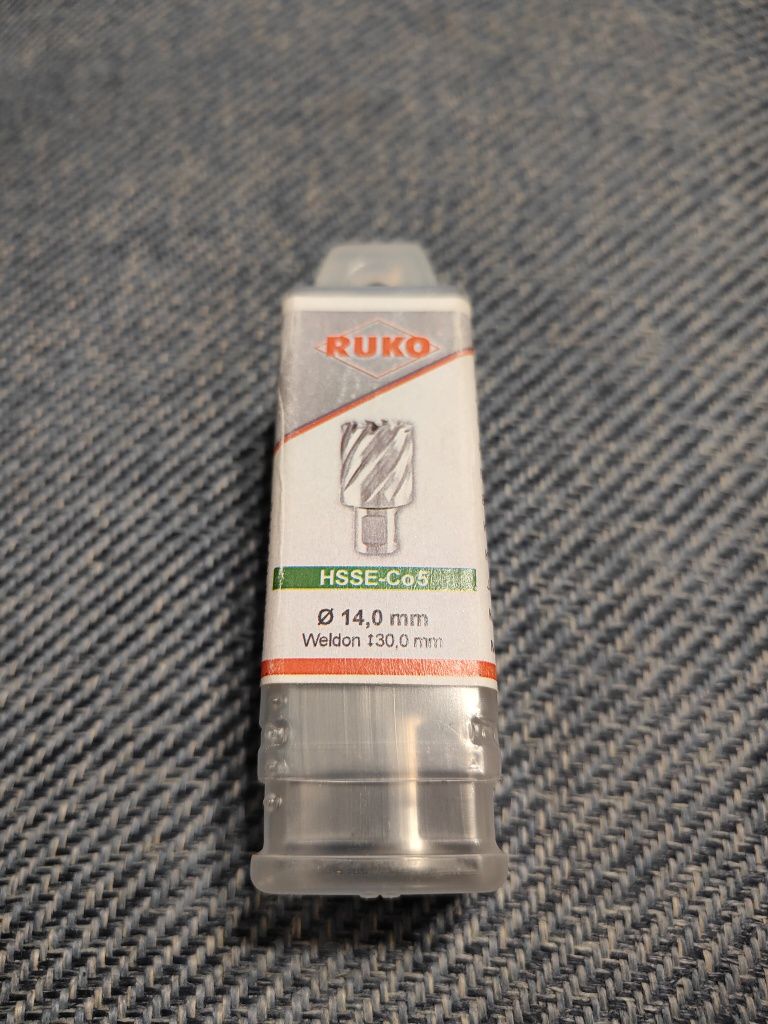 RUKO
HSSE-Co5
Ø 14,0 mm
Weldon ↕30,0 mm